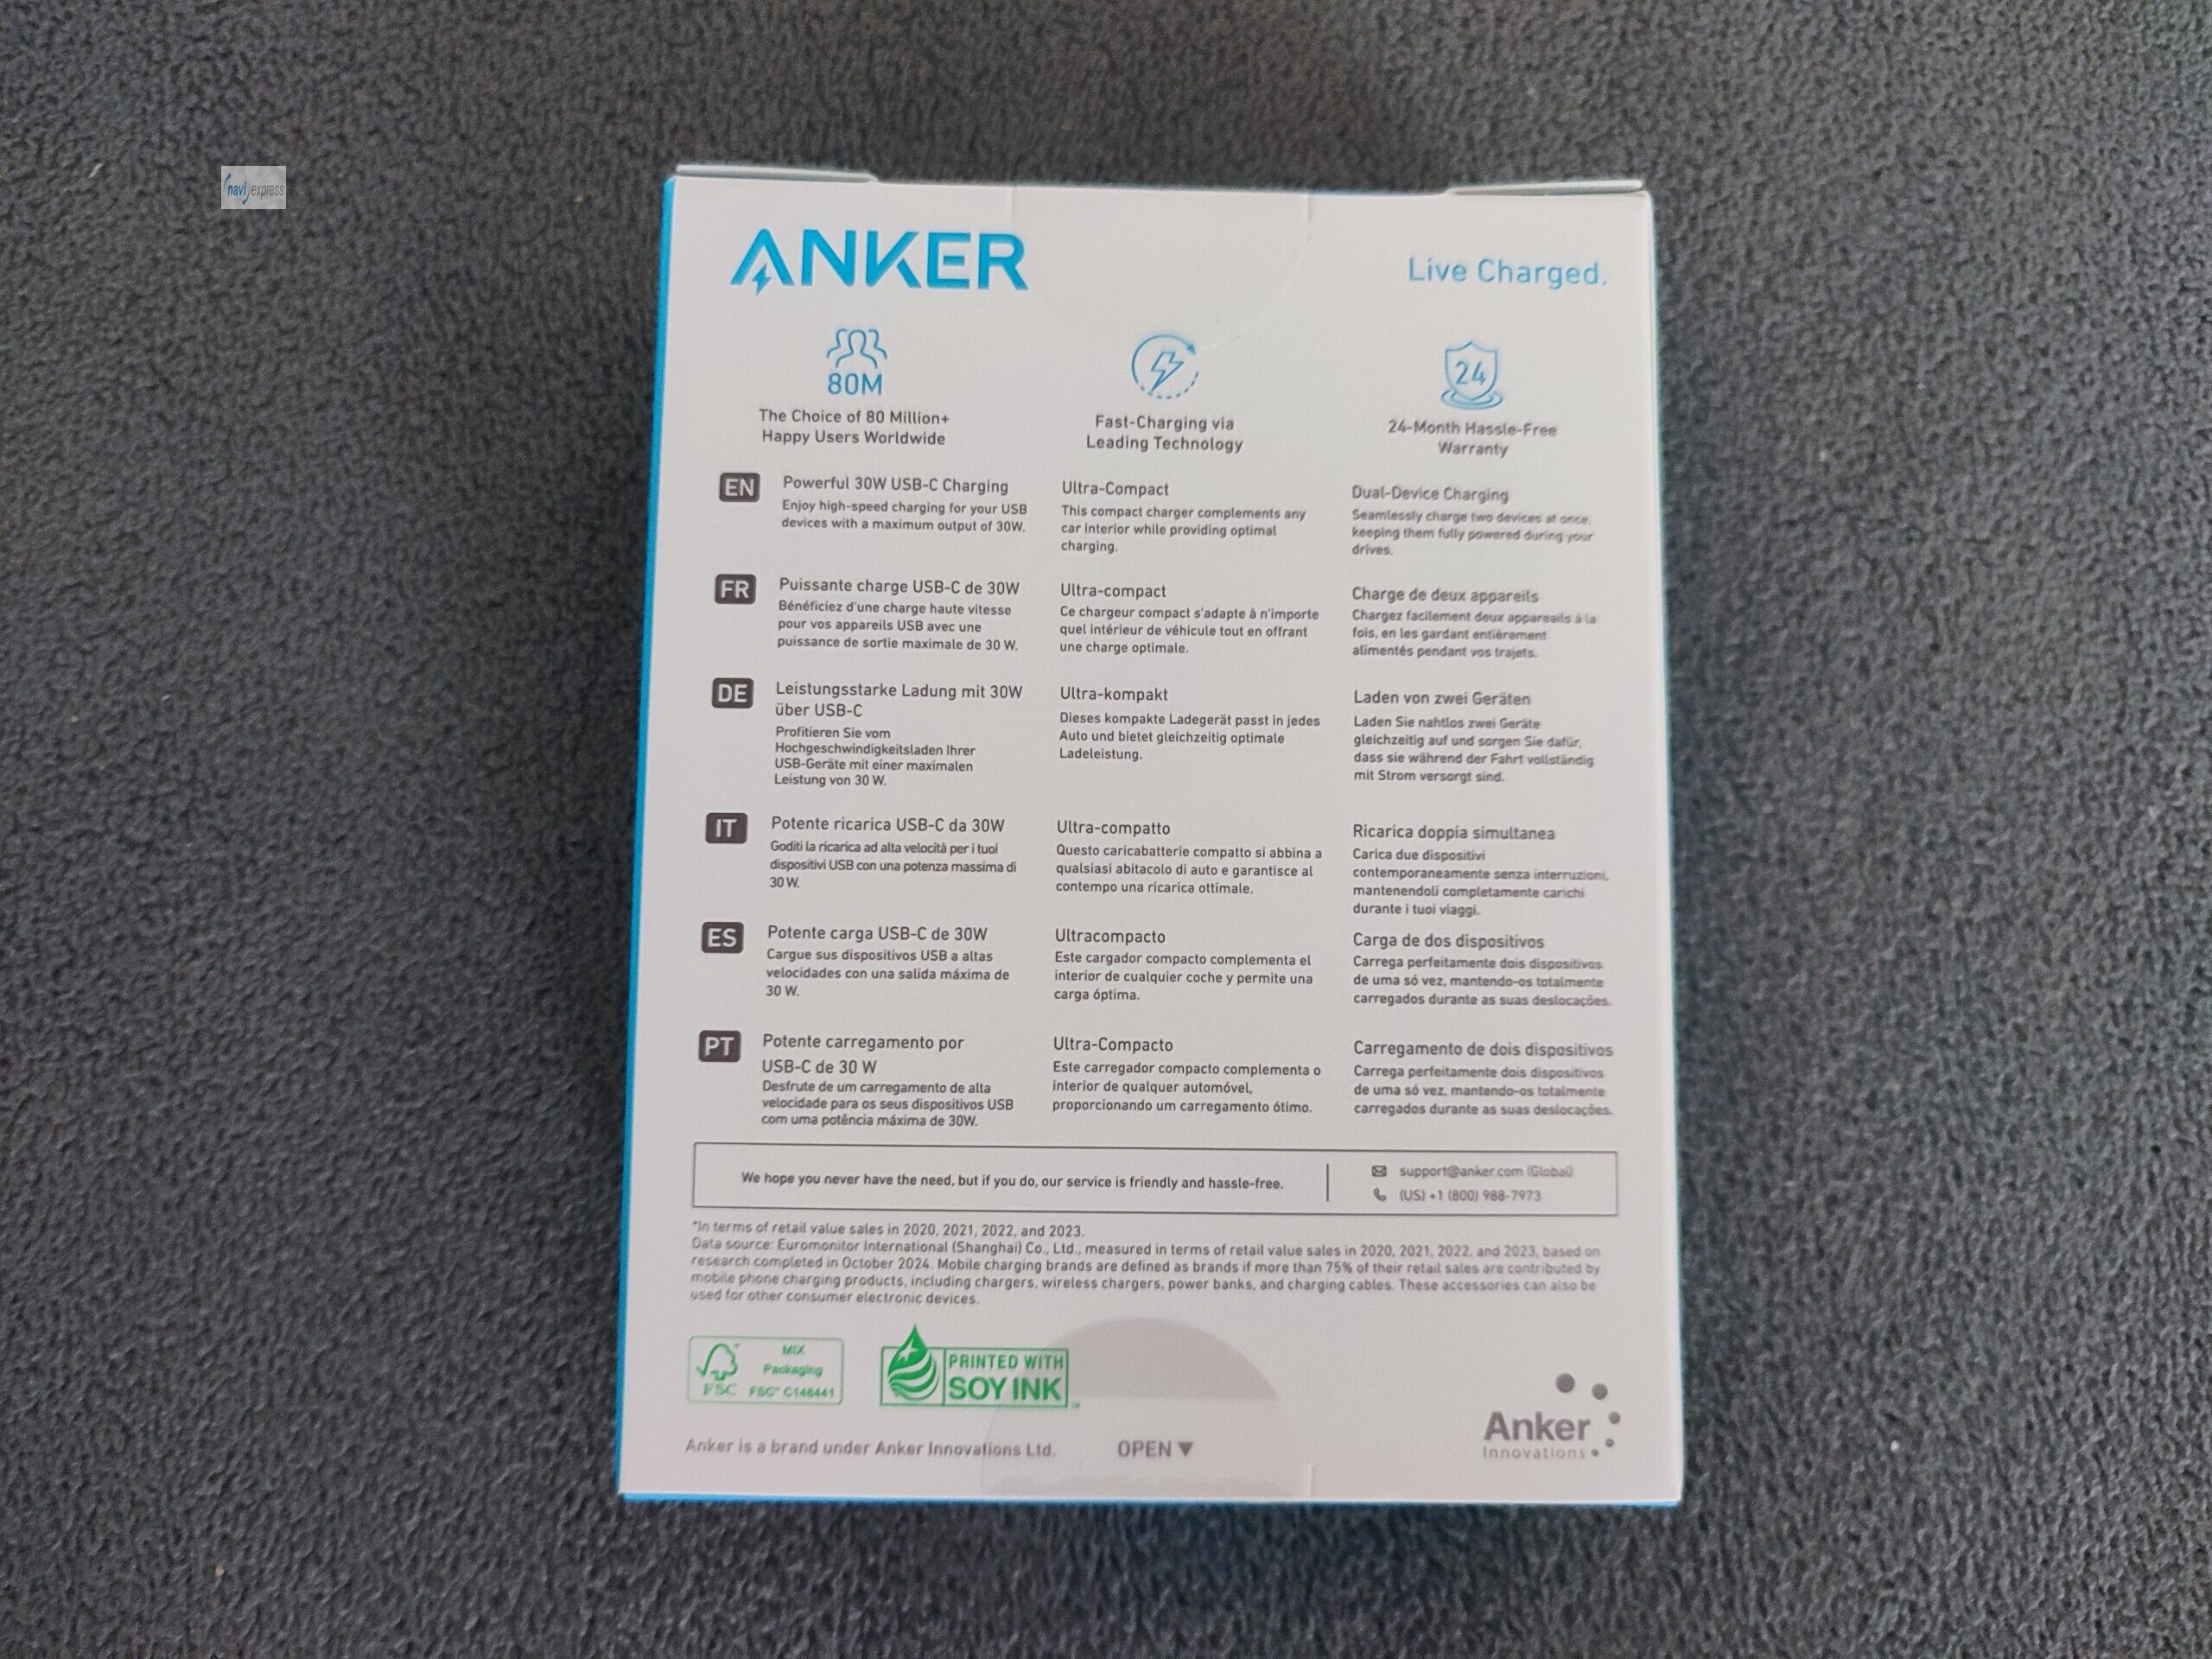 navi express
ANKER
Live Charged.
80M
The Choice of 80 Million+
Happy Users Worldwide
Fast-Charging via
Leading Technology
24
24-Month Hassle-Free
Warranty
EN
Powerful 30W USB-C Charging
Enjoy high-speed charging for your USB
devices with a maximum output of 30W.
Ultra-Compact
This compact charger complements any
car interior while providing optimal
charging.
Dual-Device Charging
Seamlessly charge two devices at once,
keeping them fully powered during your
drives.
FR
Puissante charge USB-C de 30W
Bénéficiez d'une charge haute vitesse
pour vos appareils USB avec une
puissance de sortie maximale de 30 W.
Ultra-compact
Ce chargeur compact s'adapte à n'importe
quel intérieur de véhicule tout en offrant
une charge optimale.
Charge de deux appareils
Chargez facilement deux appareails à la
fois, en les gardant entièrement
alimentés pendant vos trajets.
DE
Leistungsstarke Ladung mit 30W
über USB-C
Profitieren Sie vom
Hochgeschwindigkeitsladen Ihrer
USB-Geräte mit einer maximalen
Leistung von 30 W.
Ultra-kompakt
Dieses kompakte Ladegerät passt in jedes
Auto und bietet gleichzeitig optimale
Ladeleistung.
Laden von zwei Geräten
Laden Sie nahtlos zwei Geräte
gleichzeitig auf und sorgen Sie dafür,
dass sie während der Fahrt vollständig
mit Strom versorgt sind.
IT
Potente ricarica USB-C da 30W
Goditi la ricarica ad alta velocità per i tuoi
dispositivi USB con una potenza massima di
30 W.
Ultra-compatto
Questo caricabatterie compatto si abbina a
qualsiasi abitacolo di auto e garantisce al
contempo una ricarica ottimale.
Ricarica doppia simultanea
Carica due dispositivi
contemporaneamente senza interruzioni,
mantenendoli completamente carichi
durante i tuoi viaggi.
ES
Potente carga USB-C de 30W
Cargue sus dispositivos USB a altas
velocidades con una salida máxima de
30 W.
Ultracompacto
Este cargador compacto complementa el
interior de cualquier coche y permite una
carga óptima.
Carga de dos dispositivos
Carrega perfeitamente dois dispositivos
de uma só vez, mantendo-os totalmente
carregados durante as suas deslocações.
PT
Potente carregamento por
USB-C de 30 W
Desfrute de um carregamento de alta
velocidade para os seus dispositivos USB
com uma potência máxima de 30W.
Ultra-Compacto
Este carregador compacto complementa o
interior de qualquer automóvel,
proporcionando um carregamento ótimo.
Carregamento de dois dispositivos
Carrega perfeitamente dois dispositivos
de uma só vez, mantendo-os totalmente
carregados durante as suas deslocações.
We hope you never have the need, but if you do, our service is friendly and hassle-free.
support@anker.com (Global)
(US) +1 (800) 988-7973
*In terms of retail value sales in 2020, 2021, 2022, and 2023.
Data source: Euromonitor International (Shanghai) Co., Ltd., measured in terms of retail value sales in 2020, 2021, 2022, and 2023, based on
research completed in October 2024. Mobile charging brands are defined as brands if more than 75% of their retail sales are contributed by
mobile phone charging products, including chargers, wireless chargers, power banks, and charging cables. These accessories can also be
used for other consumer electronic devices.
FSC
MIX
Packaging
FSC™ C148441
PRINTED WITH
SOY INK
Anker is a brand under Anker Innovations Ltd.
OPEN ▼
Anker
Innovations